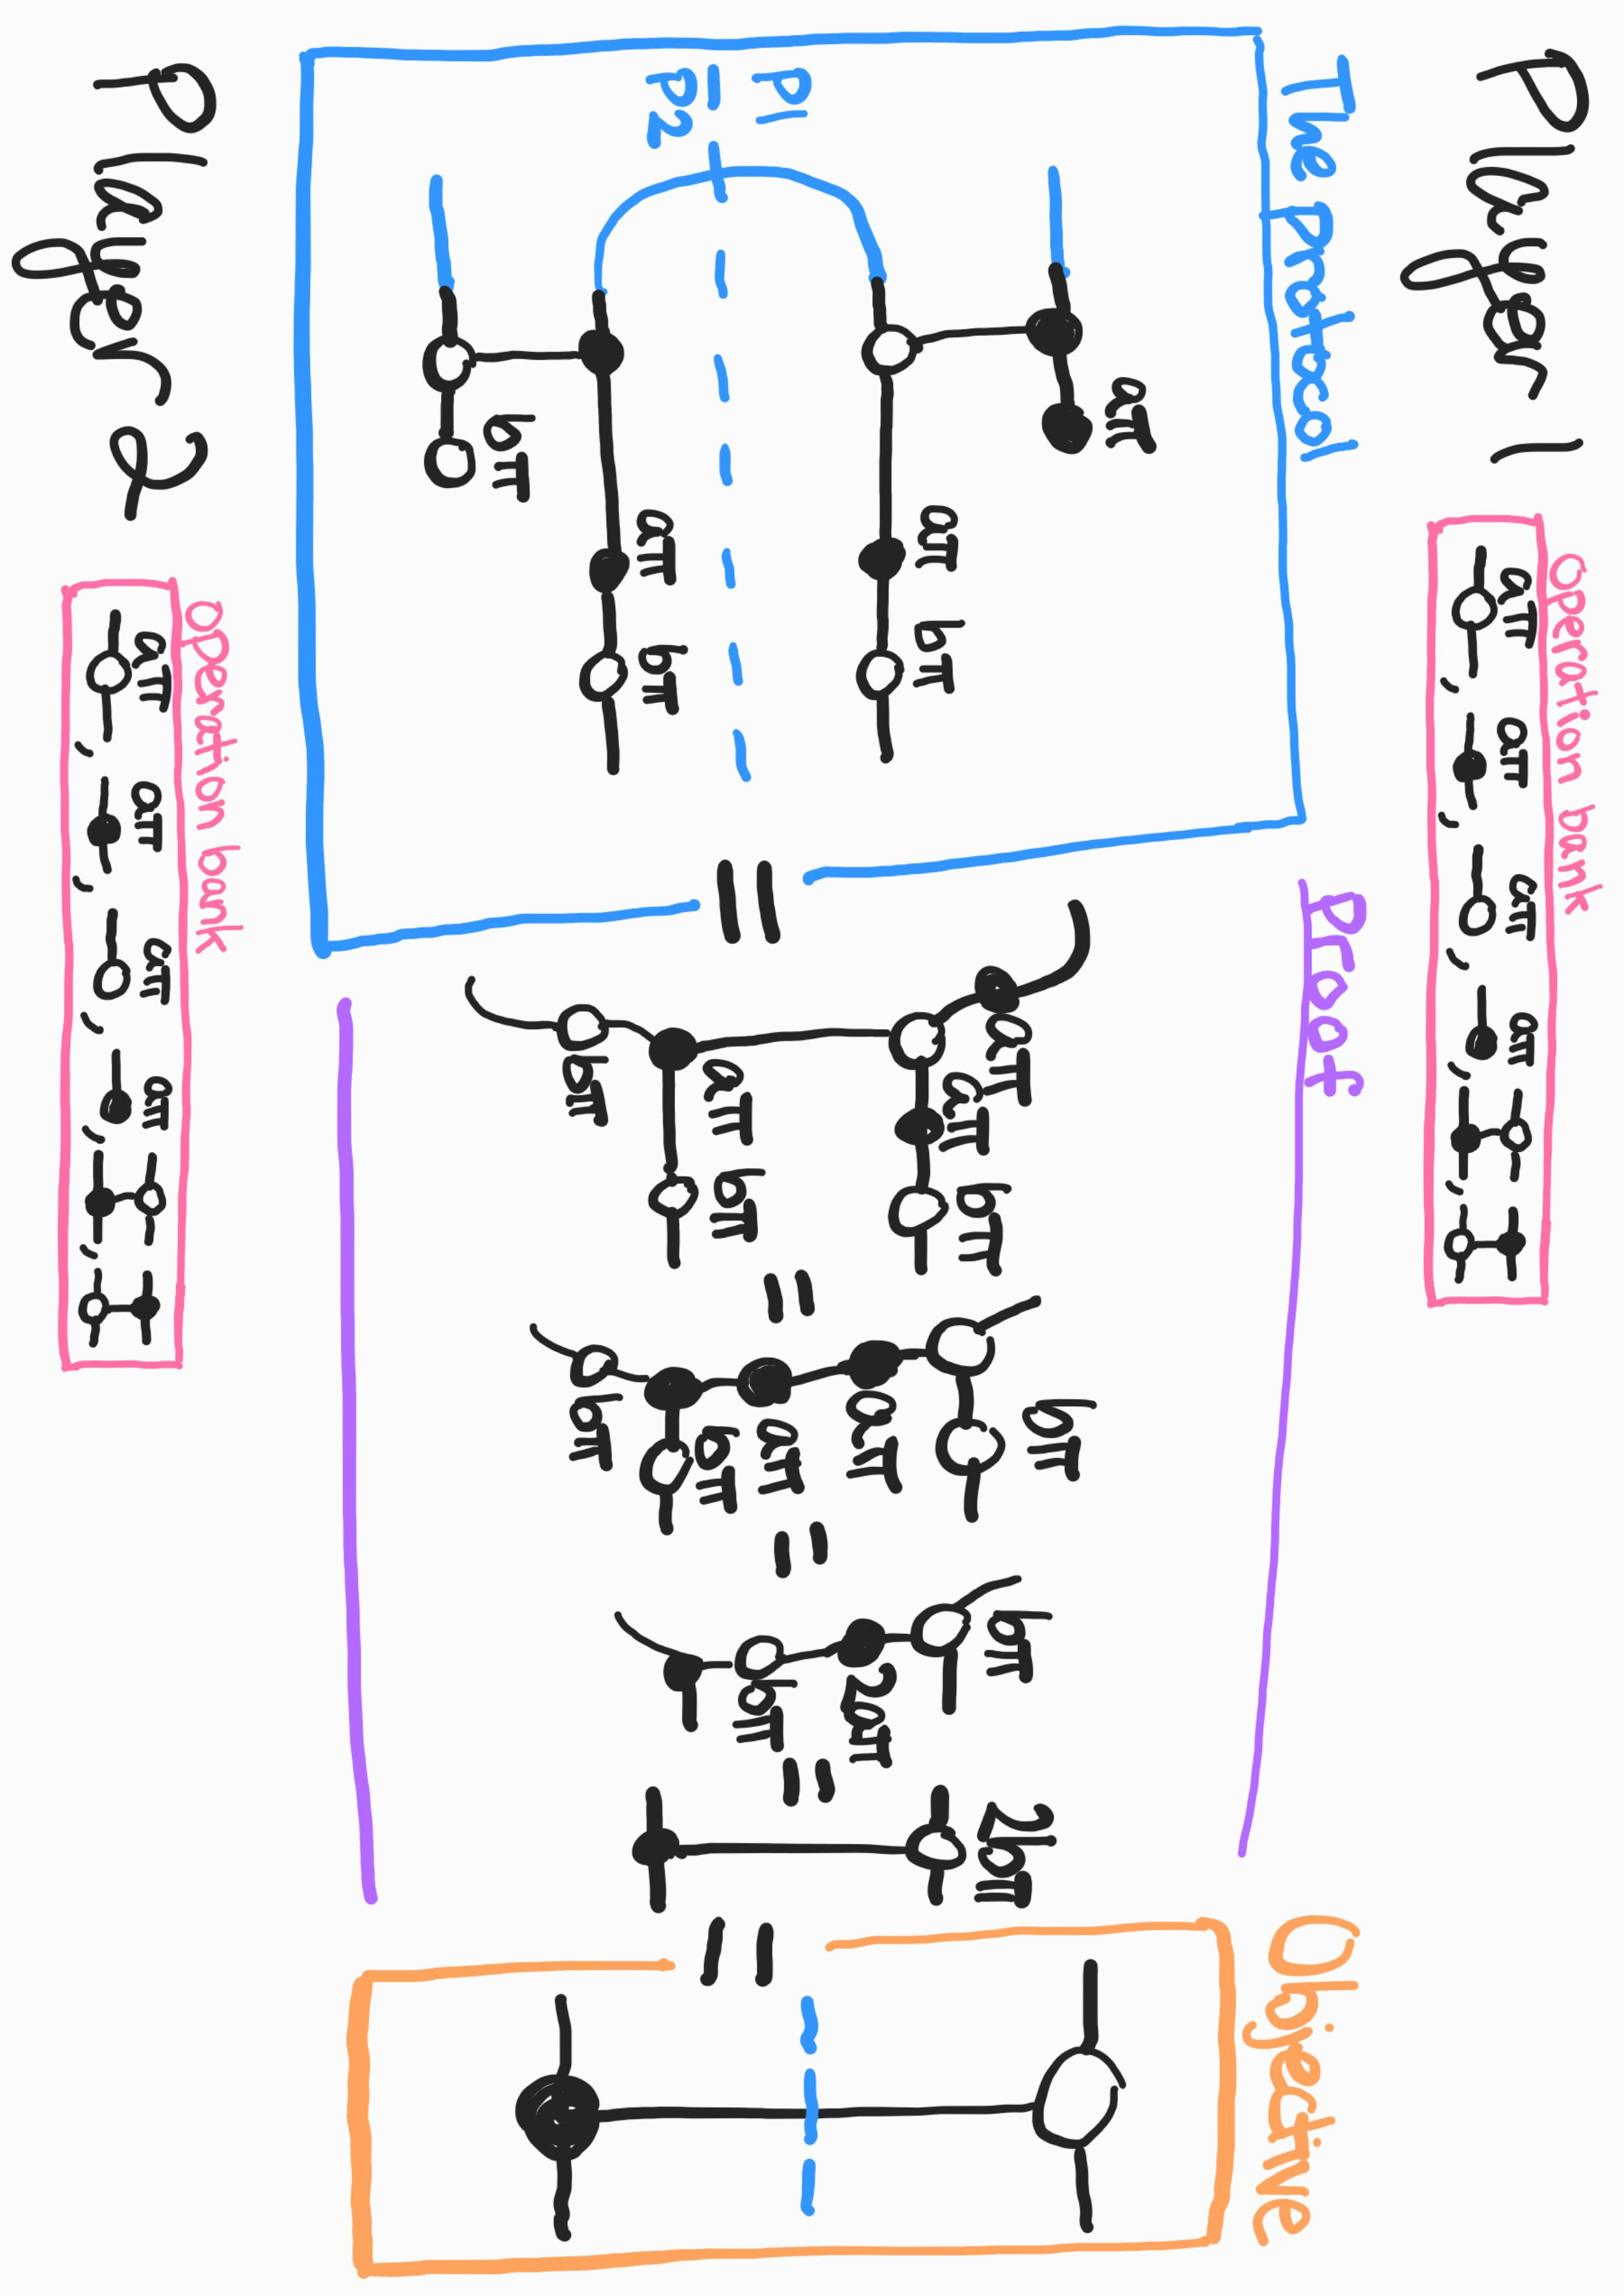 Player 1
Operation bank
aπ , aπ , aπ , aπ , ,
The protocol
Proof
Objective
aπ
aπ bπ
P1
P2
aπ bπ
bπ
=
aπ
aπ bπ
aπ bπ
bπ
=
bπ
aπ
aπ
bπ
bπ
=
bπ
2aπ
bπ
=
2bπ
=
Player 2
Operation bank
aπ , aπ , aπ , aπ , ,